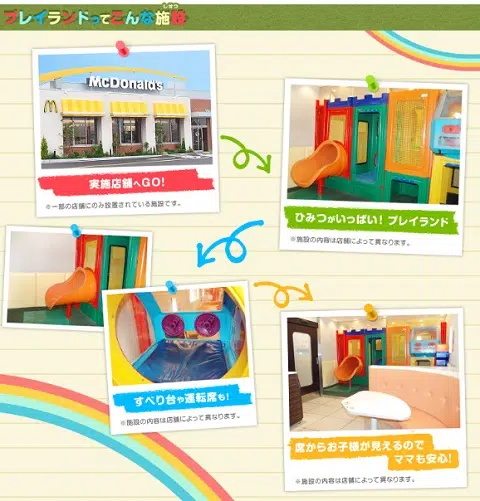 プレイランドってこんな施設
しせつ
McDonald's
実施店舗へGO!
※一部の店舗にのみ設置されている施設です。
ひみつがいっぱい! プレイランド
※施設の内容は店舗によって異なります。
すべり台や運転席も!
※施設の内容は店舗によって異なります。
席からお子様が見えるので
ママも安心!
※施設の内容は店舗によって異なります。